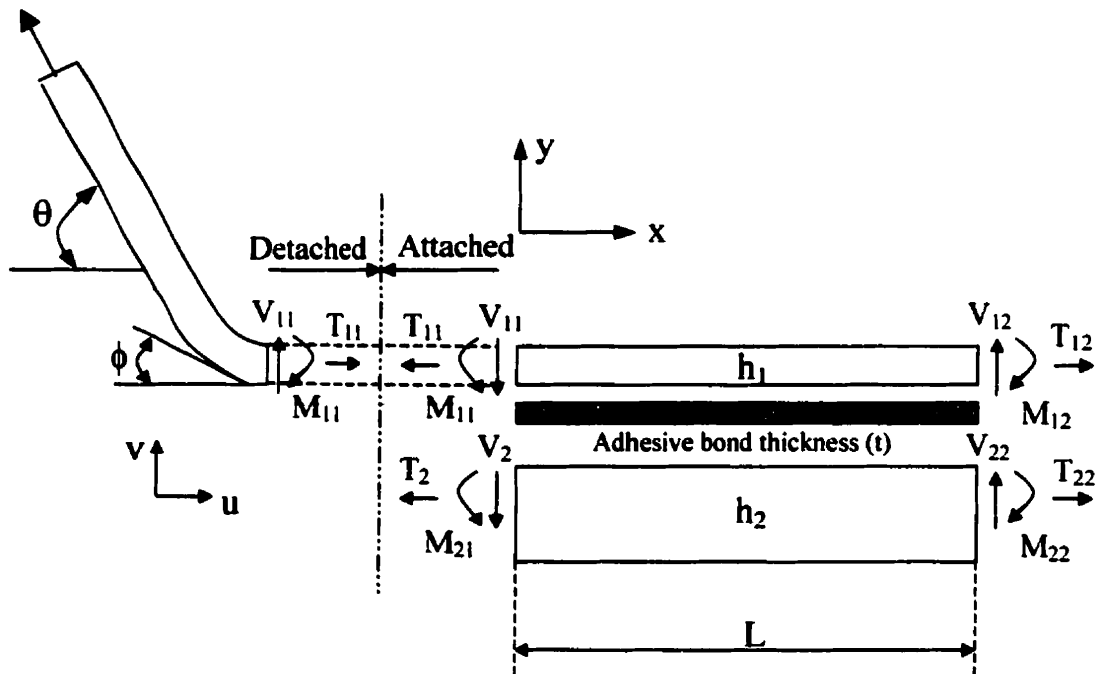 y
x
θ
Detached Attached
V₁₁ T₁₁ T₁₁ V₁₁
V₁₂
T₁₂
ϕ
h₁
M₁₁ M₁₁
M₁₂
Adhesive bond thickness (t)
v
u
T₂ V₂
V₂₂
T₂₂
h₂
M₂₁
M₂₂
L